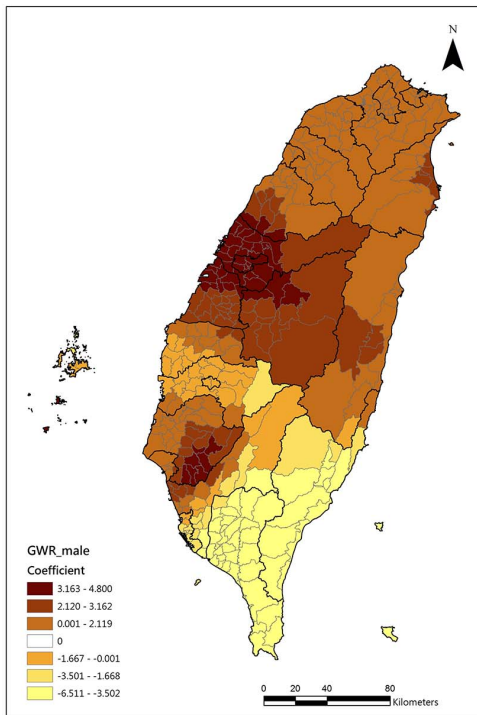 N
GWR_male
Coefficient
3.163 - 4.800
2.120 - 3.162
0.001 - 2.119
0
-1.667 - -0.001
-3.501 - -1.668
-6.511 - -3.502
0 20 40 80
Kilometers